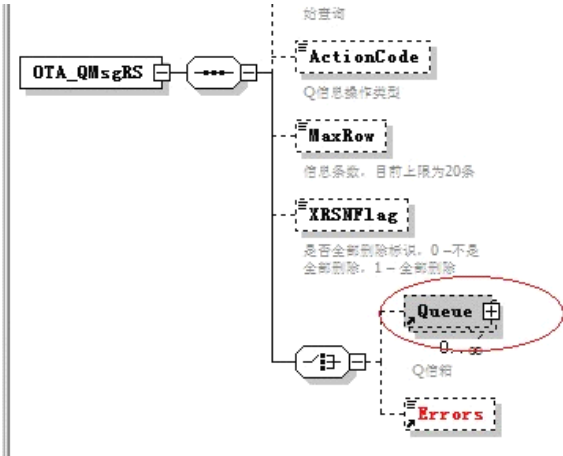 始查询
ActionCode
OTA_QMsgRS
Q信息操作类型
MaxRow
信息条数，目前上限为20条
XRSNFlag
是否全部删除标识，0 –不是
全部删除，1 – 全部删除
Queue
0..∞
Q信箱
Errors